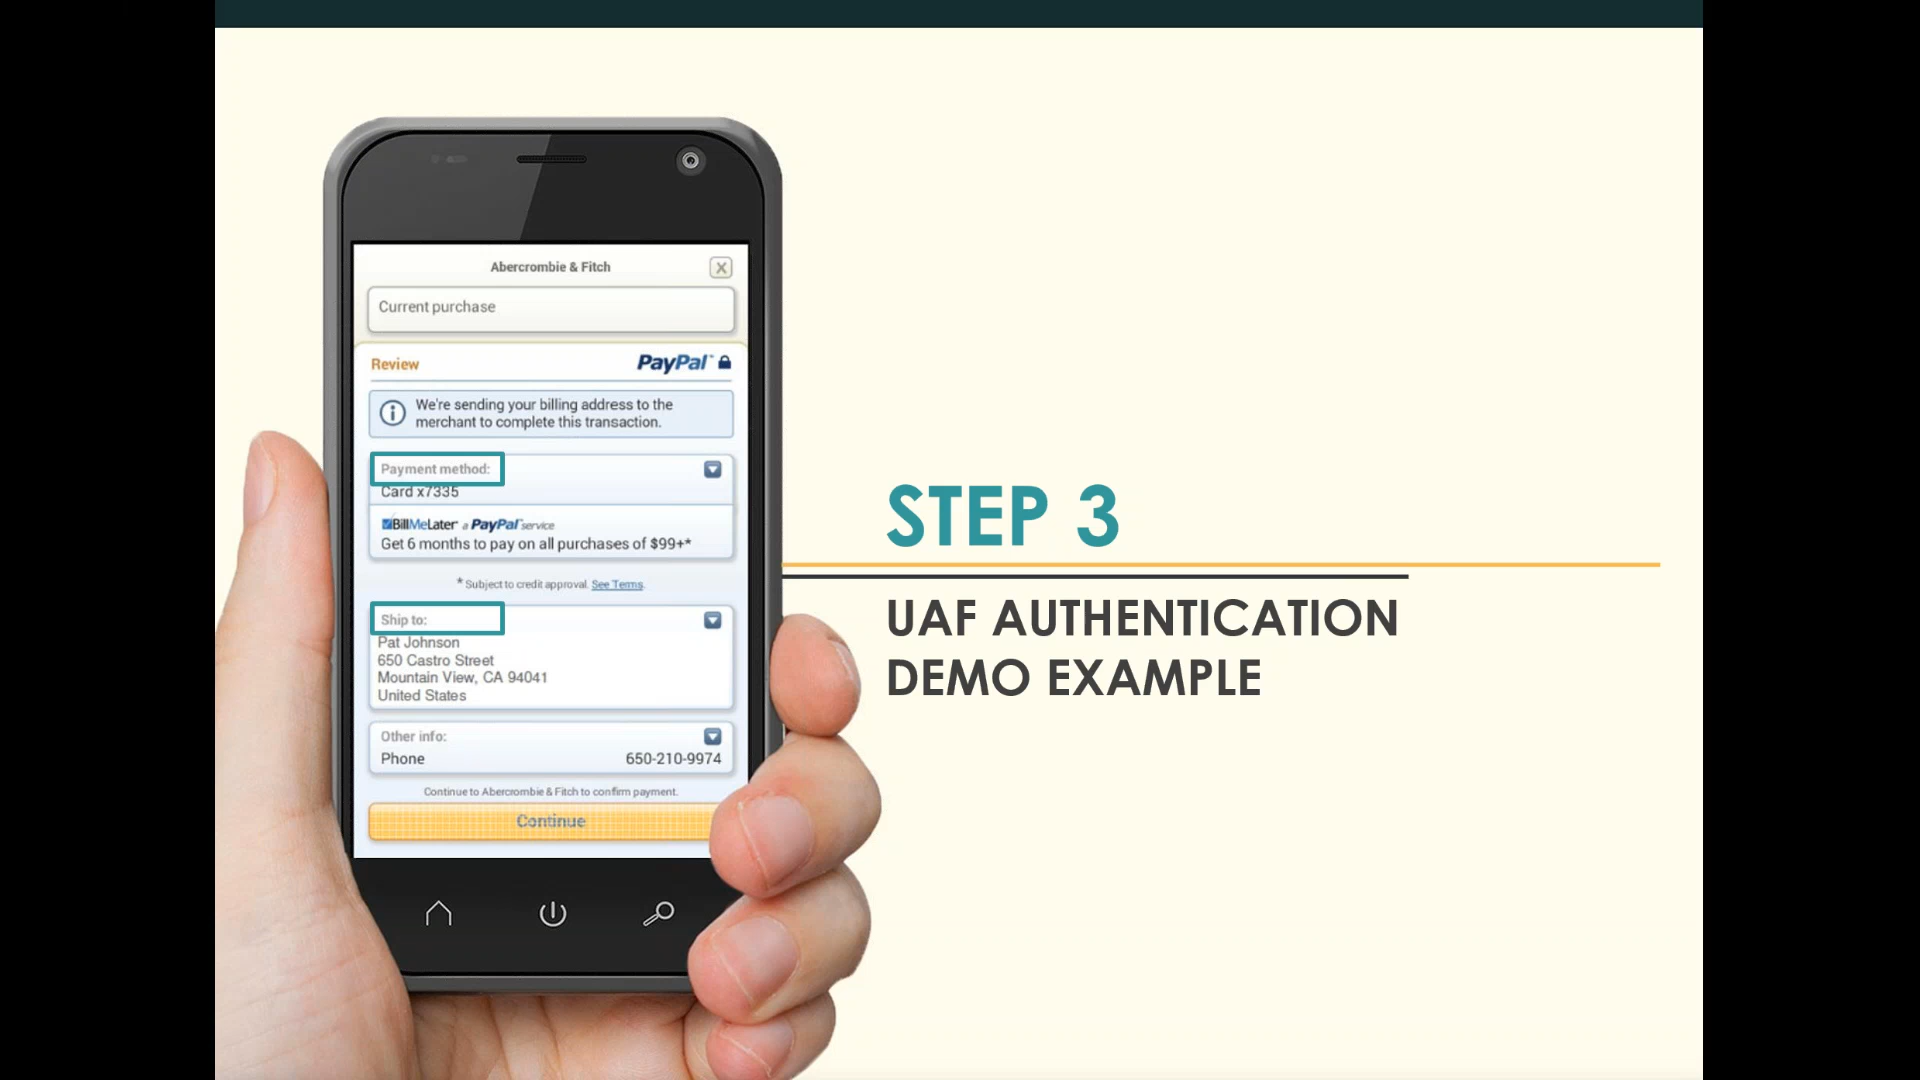 Abercrombie & Fitch
X
Current purchase
Review
PayPal™
We're sending your billing address to the
merchant to complete this transaction.
Payment method:
Card x7335
BillMeLater a PayPal service
Get 6 months to pay on all purchases of $99+*
* Subject to credit approval. See Terms.
Ship to:
Pat Johnson
650 Castro Street
Mountain View, CA 94041
United States
Other info:
Phone 650-210-9974
Continue to Abercrombie & Fitch to confirm payment.
Continue
STEP 3
UAF AUTHENTICATION
DEMO EXAMPLE